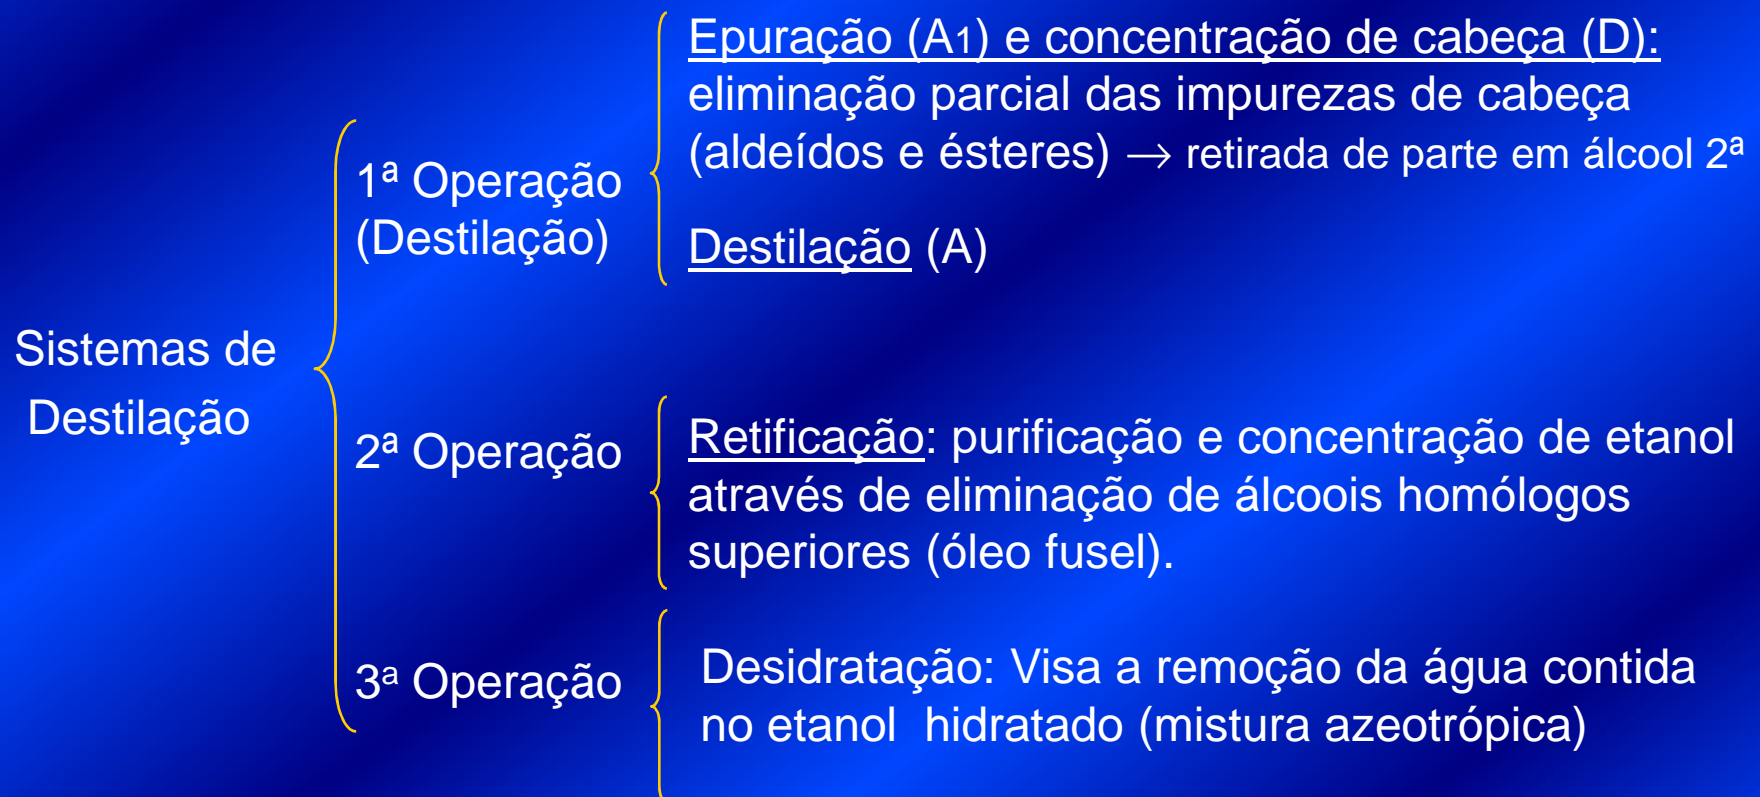 Sistemas de
Destilação
1ª Operação
(Destilação)
Epuração (A1) e concentração de cabeça (D):
eliminação parcial das impurezas de cabeça
(aldeídos e ésteres) → retirada de parte em álcool 2ª
Destilação (A)
2ª Operação
Retificação: purificação e concentração de etanol
através de eliminação de álcoois homólogos
superiores (óleo fusel).
3ª Operação
Desidratação: Visa a remoção da água contida
no etanol  hidratado (mistura azeotrópica)